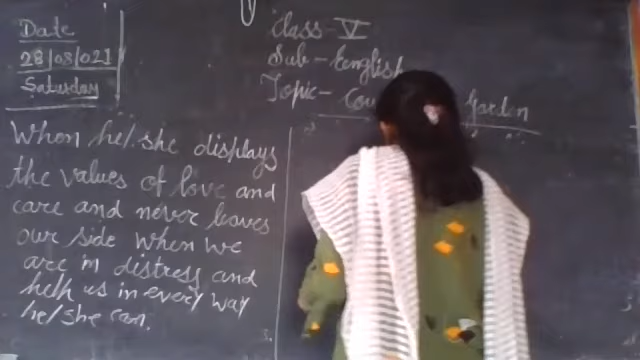 Date
28/08/021
Saturday
Class - V
Sub - English
Topic - Garden
When he/she displays
the values of love and
care and never leaves
our side when we
are in distress and
help us in every way
he/she can.